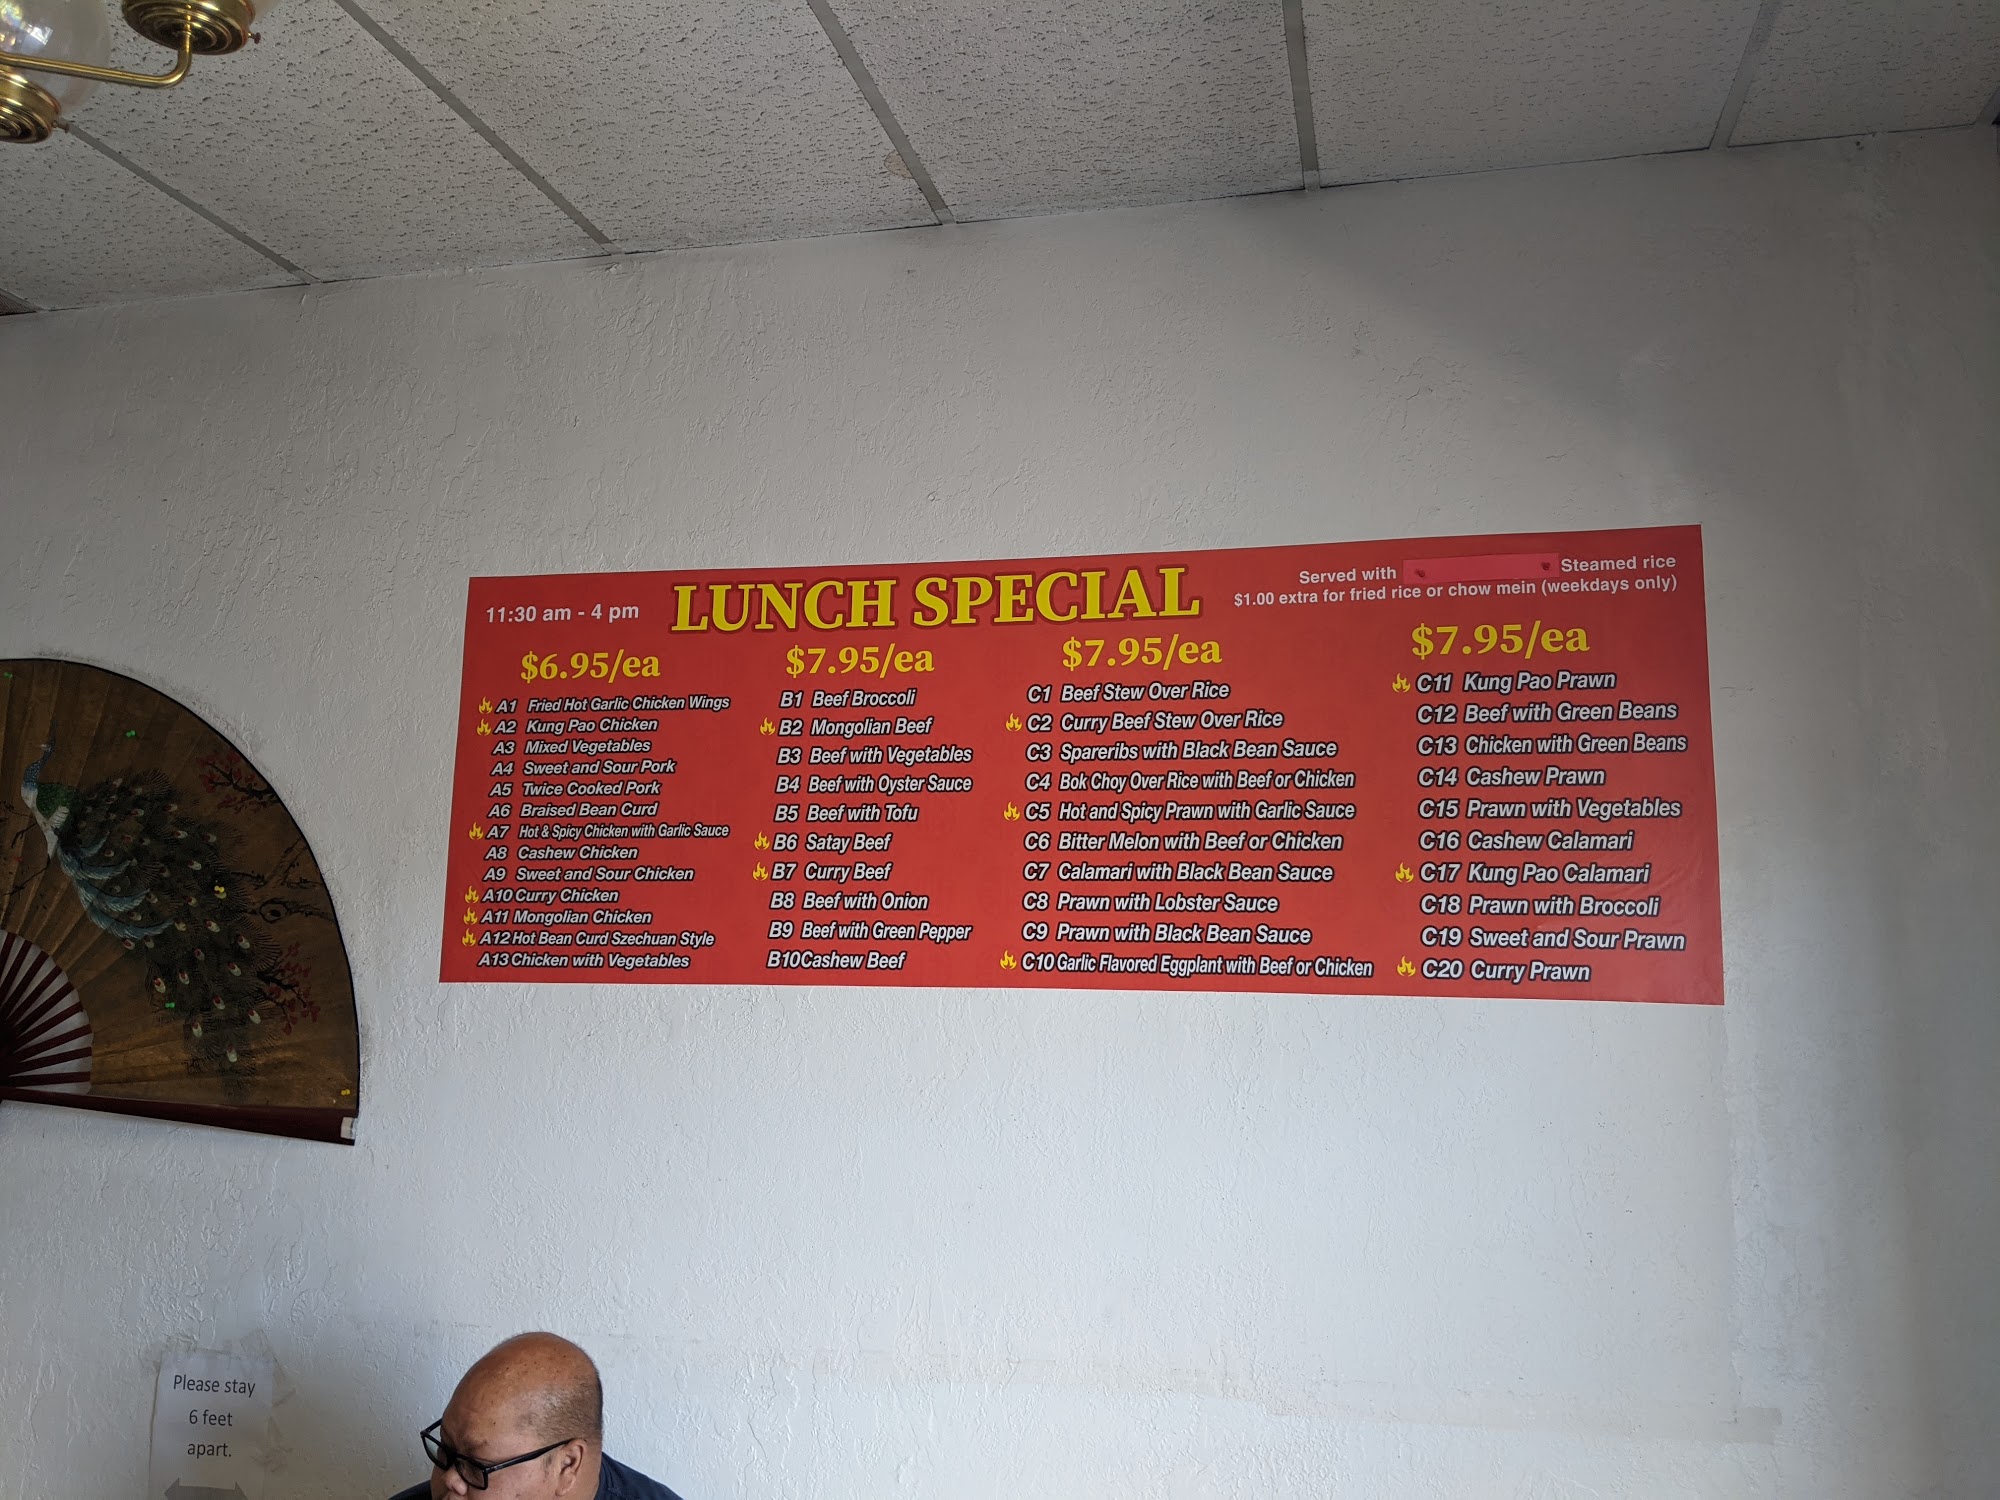 11:30 am - 4 pm
LUNCH SPECIAL
Served with Steamed rice
$1.00 extra for fried rice or chow mein (weekdays only)
$6.95/ea
A1 Fried Hot Garlic Chicken Wings
A2 Kung Pao Chicken
A3 Mixed Vegetables
A4 Sweet and Sour Pork
A5 Twice Cooked Pork
A6 Braised Bean Curd
A7 Hot & Spicy Chicken with Garlic Sauce
A8 Cashew Chicken
A9 Sweet and Sour Chicken
A10 Curry Chicken
A11 Mongolian Chicken
A12 Hot Bean Curd Szechuan Style
A13 Chicken with Vegetables
$7.95/ea
B1 Beef Broccoli
B2 Mongolian Beef
B3 Beef with Vegetables
B4 Beef with Oyster Sauce
B5 Beef with Tofu
B6 Satay Beef
B7 Curry Beef
B8 Beef with Onion
B9 Beef with Green Pepper
B10 Cashew Beef
$7.95/ea
C1 Beef Stew Over Rice
C2 Curry Beef Stew Over Rice
C3 Spareribs with Black Bean Sauce
C4 Bok Choy Over Rice with Beef or Chicken
C5 Hot and Spicy Prawn with Garlic Sauce
C6 Bitter Melon with Beef or Chicken
C7 Calamari with Black Bean Sauce
C8 Prawn with Lobster Sauce
C9 Prawn with Black Bean Sauce
C10 Garlic Flavored Eggplant with Beef or Chicken
$7.95/ea
C11 Kung Pao Prawn
C12 Beef with Green Beans
C13 Chicken with Green Beans
C14 Cashew Prawn
C15 Prawn with Vegetables
C16 Cashew Calamari
C17 Kung Pao Calamari
C18 Prawn with Broccoli
C19 Sweet and Sour Prawn
C20 Curry Prawn
Please stay
6 feet
apart.